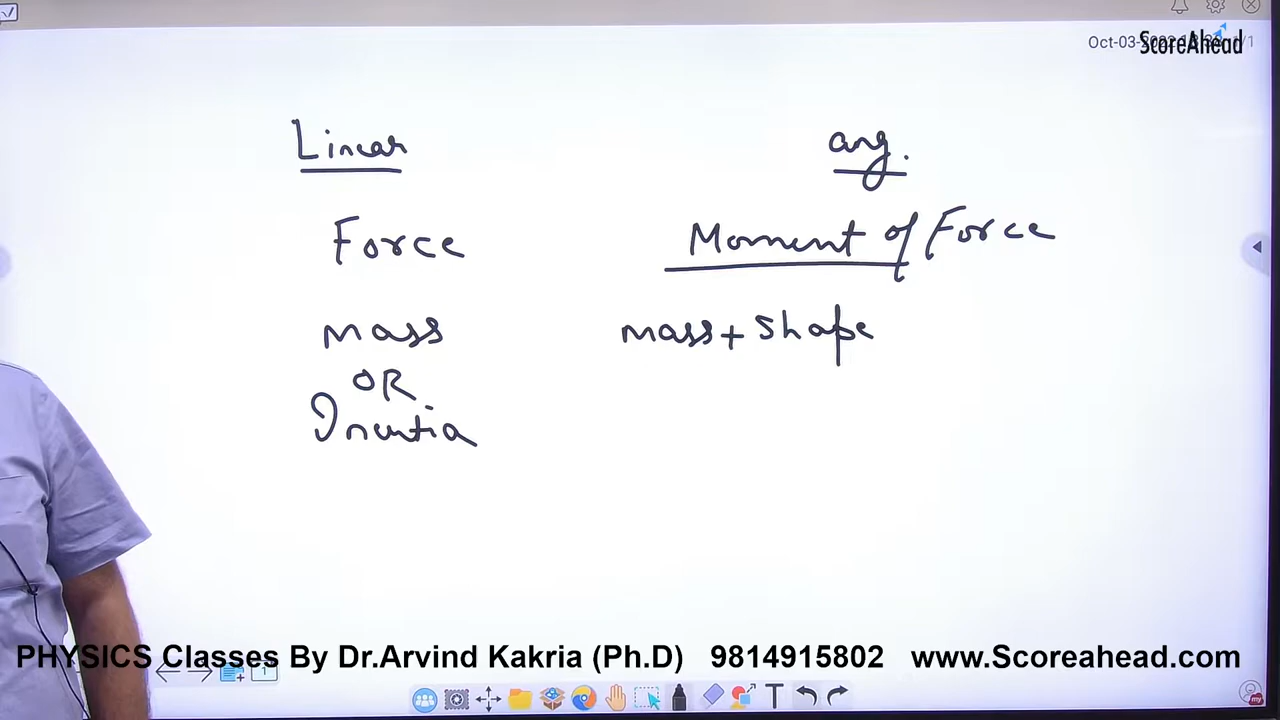 ScoreAhead
Linear ang.
Force Moment of Force
mass mass + Shape
OR
Inertia
PHYSICS Classes By Dr.Arvind Kakria (Ph.D) 9814915802 www.Scoreahead.com